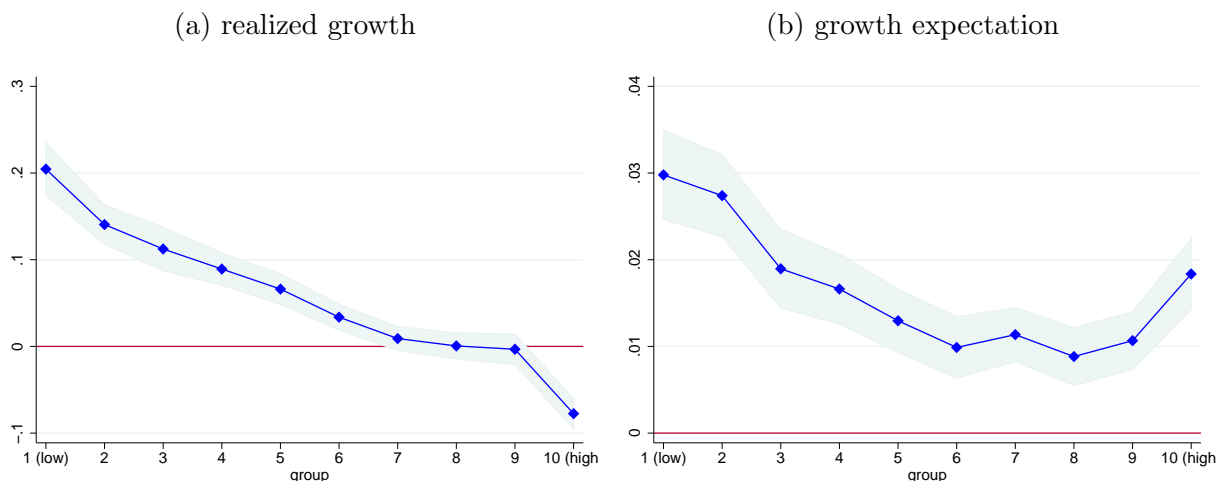 (a) realized growth
.3
.2
.1
0
-.1
1 (low) 2 3 4 5 6 7 8 9 10 (high
group
(b) growth expectation
.04
.03
.02
.01
0
1 (low) 2 3 4 5 6 7 8 9 10 (high
group